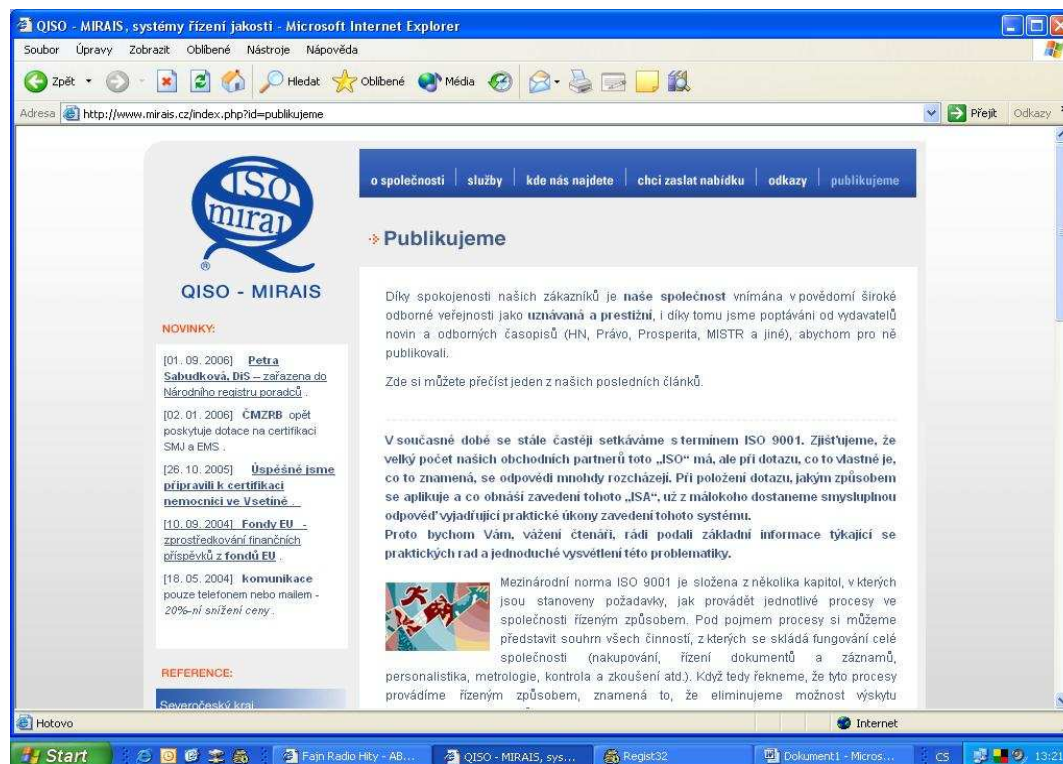 QISO - MIRAIS, systémy řízení jakosti - Microsoft Internet Explorer
Soubor Úpravy Zobrazit Oblíbené Nástroje Nápověda
Zpět Hledat Oblíbené Média
Adresa http://www.mirais.cz/index.php?id=publikujeme Přejít Odkazy
o společnosti služby kde nás najdete chci zaslat nabídku odkazy publikujeme
ISO
mirai
®
QISO - MIRAIS
NOVINKY:
[01. 09. 2006] Petra
Sabudková, DiS – zařazena do
Národního registru poradců .
[02. 01. 2006] ČMZRB opět
poskytuje dotace na certifikaci
SMJ a EMS .
[26. 10. 2005] Úspěšně jsme
připravili k certifikaci
nemocnici ve Vsetíně .
[10. 09. 2004] Fondy EU -
zprostředkování finančních
příspěvků z fondů EU .
[18. 05. 2004] komunikace
pouze telefonem nebo mailem -
20%-ní snížení ceny .
REFERENCE:
Severočeský kraj
Publikujeme
Díky spokojenosti našich zákazníků je naše společnost vnímána v povědomí široké
odborné veřejnosti jako uznávaná a prestižní, i díky tomu jsme poptáváni od vydavatelů
novin a odborných časopisů (HN, Právo, Prosperita, MISTR a jiné), abychom pro ně
publikovali.
Zde si můžete přečíst jeden z našich posledních článků.
V současné době se stále častěji setkáváme s termínem ISO 9001. Zjišťujeme, že
velký počet našich obchodních partnerů toto „ISO“ má, ale při dotazu, co to vlastně je,
co to znamená, se odpovědi mnohdy rozcházejí. Při položení dotazu, jakým způsobem
se aplikuje a co obnáší zavedení tohoto „ISA“, už z málokoho dostaneme smysluplnou
odpověď vyjadřující praktické úkony zavedení tohoto systému.
Proto bychom Vám, vážení čtenáři, rádi podali základní informace týkající se
praktických rad a jednoduché vysvětlení této problematiky.
Mezinárodní norma ISO 9001 je složena z několika kapitol, v kterých
jsou stanoveny požadavky, jak provádět jednotlivé procesy ve
společnosti řízeným způsobem. Pod pojmem procesy si můžeme
představit souhrn všech činností, z kterých se skládá fungování celé
společnosti (nakupování, řízení dokumentů a záznamů,
personalistika, metrologie, kontrola a zkoušení atd.). Když tedy řekneme, že tyto procesy
provádíme řízeným způsobem, znamená to, že eliminujeme možnost výskytu
Hotovo Internet
Start Fajn Radio Hity - AB... QISO - MIRAIS, sys... Regist32 Dokument1 - Micros... CS 13:21